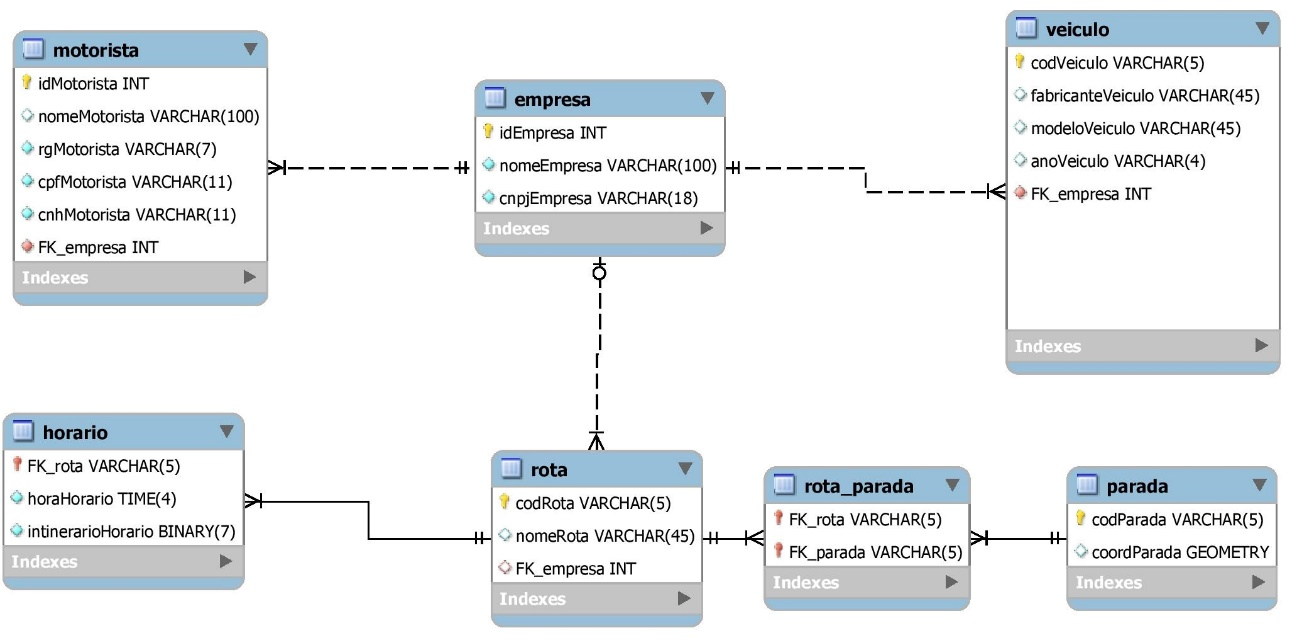 motorista
idMotorista INT
nomeMotorista VARCHAR(100)
rgMotorista VARCHAR(7)
cpfMotorista VARCHAR(11)
cnhMotorista VARCHAR(11)
FK_empresa INT
Indexes
empresa
idEmpresa INT
nomeEmpresa VARCHAR(100)
cnpjEmpresa VARCHAR(18)
Indexes
veiculo
codVeiculo VARCHAR(5)
fabricanteVeiculo VARCHAR(45)
modeloVeiculo VARCHAR(45)
anoVeiculo VARCHAR(4)
FK_empresa INT
Indexes
horario
FK_rota VARCHAR(5)
horaHorario TIME(4)
intinerarioHorario BINARY(7)
Indexes
rota
codRota VARCHAR(5)
nomeRota VARCHAR(45)
FK_empresa INT
Indexes
rota_parada
FK_rota VARCHAR(5)
FK_parada VARCHAR(5)
Indexes
parada
codParada VARCHAR(5)
coordParada GEOMETRY
Indexes